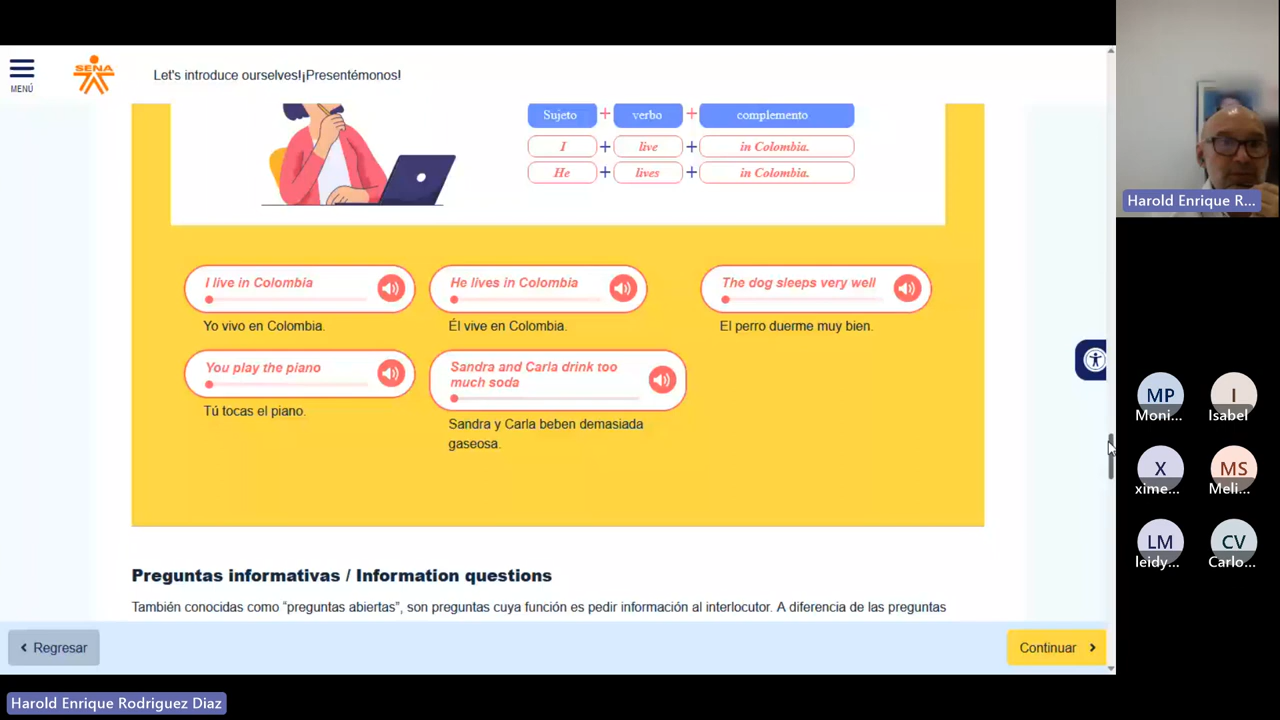 MENÚ
SENA
Let's introduce ourselves!¡Presentémonos!
Sujeto + verbo + complemento
I + live + in Colombia.
He + lives + in Colombia.
I live in Colombia
Yo vivo en Colombia.
He lives in Colombia
Él vive en Colombia.
The dog sleeps very well
El perro duerme muy bien.
You play the piano
Tú tocas el piano.
Sandra and Carla drink too
much soda
Sandra y Carla beben demasiada
gaseosa.
Preguntas informativas / Information questions
También conocidas como “preguntas abiertas”, son preguntas cuya función es pedir información al interlocutor. A diferencia de las preguntas
Regresar
Continuar
Harold Enrique Rodriguez Diaz
Harold Enrique R...
MP
Moni...
I
Isabel
X
xime...
MS
Meli...
LM
leidy...
CV
Carlo...